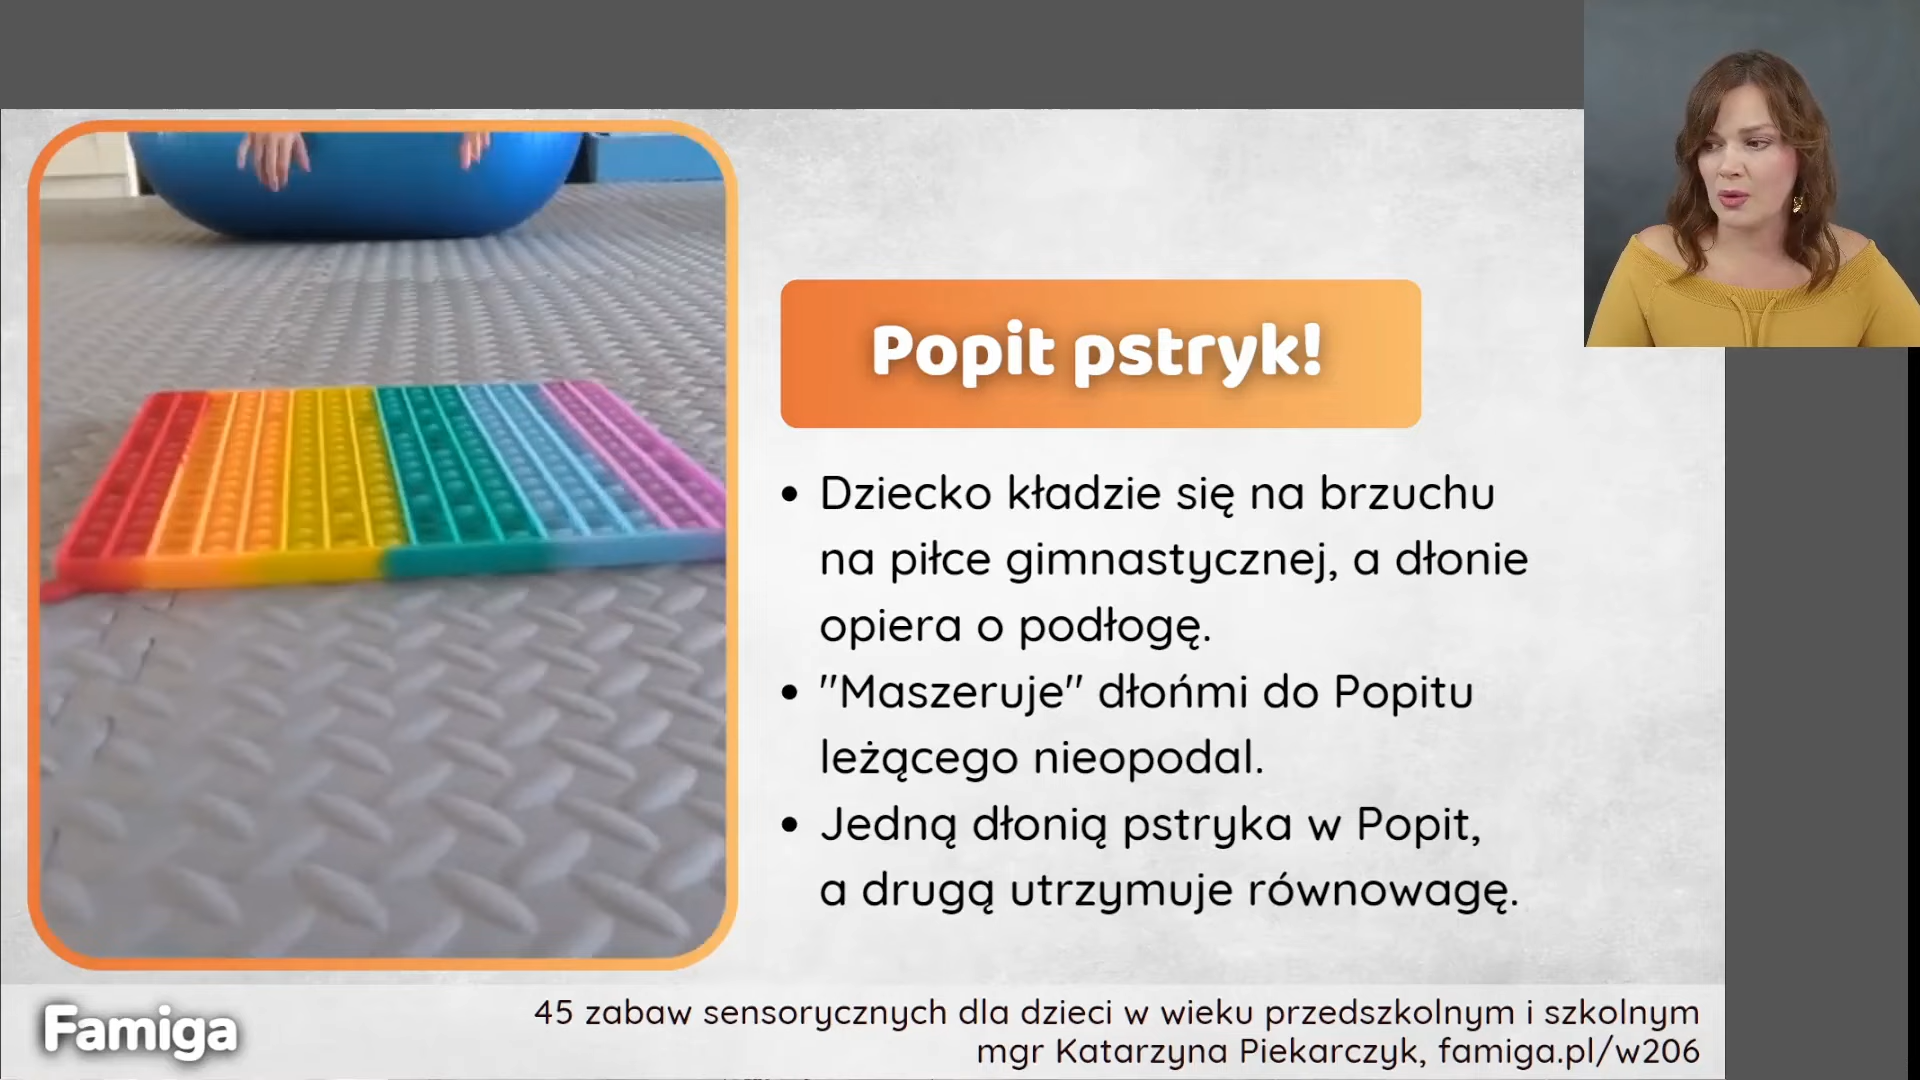 Popit pstryk!
• Dziecko kładzie się na brzuchu
na piłce gimnastycznej, a dłonie
opiera o podłogę.
• "Maszeruje" dłońmi do Popitu
leżącego nieopodal.
• Jedną dłonią pstryka w Popit,
a drugą utrzymuje równowagę.
Famiga
45 zabaw sensorycznych dla dzieci w wieku przedszkolnym i szkolnym
mgr Katarzyna Piekarczyk, famiga.pl/w206